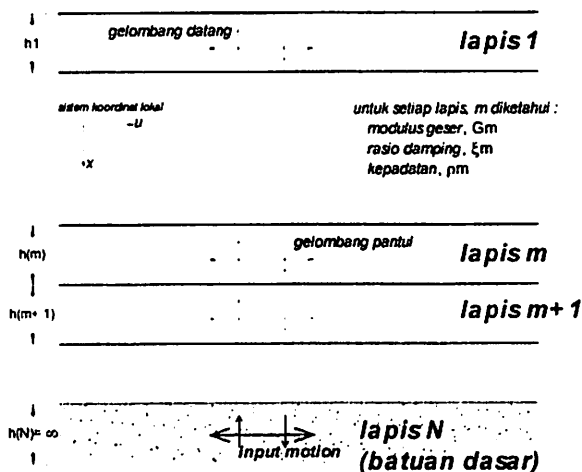 h1
gelombang datang
lapis 1
sistem koordinat lokal
u
x
untuk setiap lapis, m diketahui :
modulus geser, Gm
rasio damping, ξm
kepadatan, ρm
h(m)
gelombang pantul
lapis m
h(m+ 1)
lapis m+ 1
h(N)= ∞
input motion
lapis N
(batuan dasar)